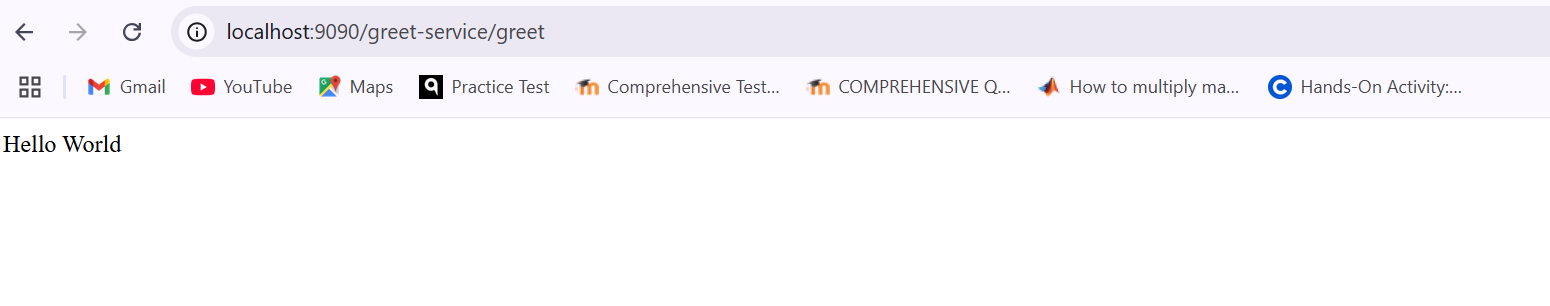 localhost:9090/greet-service/greet
Gmail YouTube Maps Practice Test Comprehensive Test... COMPREHENSIVE Q... How to multiply ma... Hands-On Activity:...
Hello World